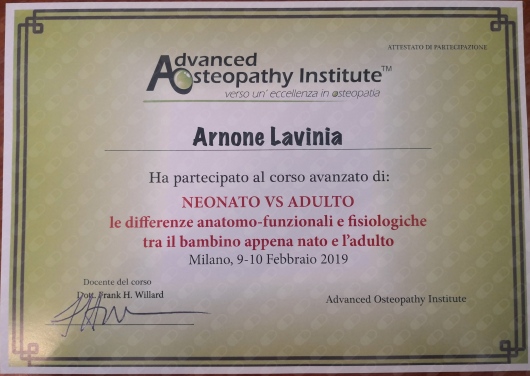 ATTESTATO DI PARTECIPAZIONE
Advanced
Osteopathy Institute™
verso un' eccellenza in osteopatia
Arnone Lavinia
Ha partecipato al corso avanzato di:
NEONATO VS ADULTO
le differenze anatomo-funzionali e fisiologiche
tra il bambino appena nato e l'adulto
Milano, 9-10 Febbraio 2019
Docente del corso
Dott. Frank H. Willard
Advanced Osteopathy Institute